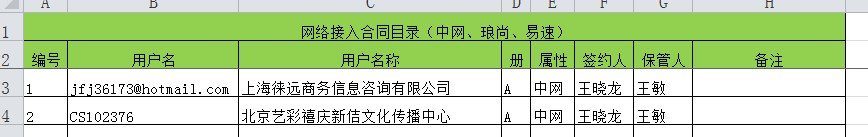 A B C D E F G H
1 网络接入合同目录（中网、琅尚、易速）
2 编号 用户名 用户名称 册 属性 签约人 保管人 备注
3 1 jfj36173@hotmail.com 上海徕远商务信息咨询有限公司 A 中网 王晓龙 王敏
4 2 CS102376 北京艺彩禧庆新佶文化传播中心 A 中网 王晓龙 王敏